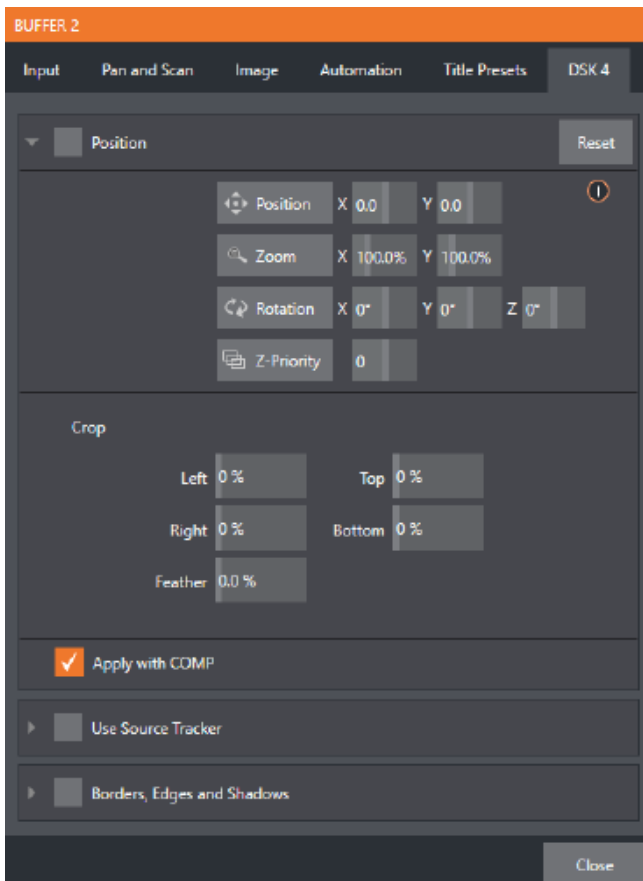 BUFFER 2
Input Pan and Scan Image Automation Title Presets DSK 4
Position Reset
Position X 0.0 Y 0.0
Zoom X 100.0% Y 100.0%
Rotation X 0° Y 0° Z 0°
Z-Priority 0
Crop
Left 0 % Top 0 %
Right 0 % Bottom 0 %
Feather 0.0 %
Apply with COMP
Use Source Tracker
Borders, Edges and Shadows
Close